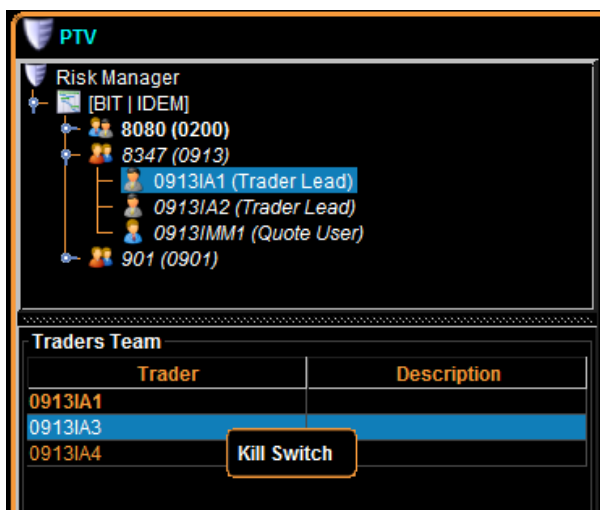 PTV
Risk Manager
[BIT | IDEM]
8080 (0200)
8347 (0913)
0913IA1 (Trader Lead)
0913IA2 (Trader Lead)
0913IMM1 (Quote User)
901 (0901)
Traders Team
Trader Description
0913IA1
0913IA3
0913IA4
Kill Switch